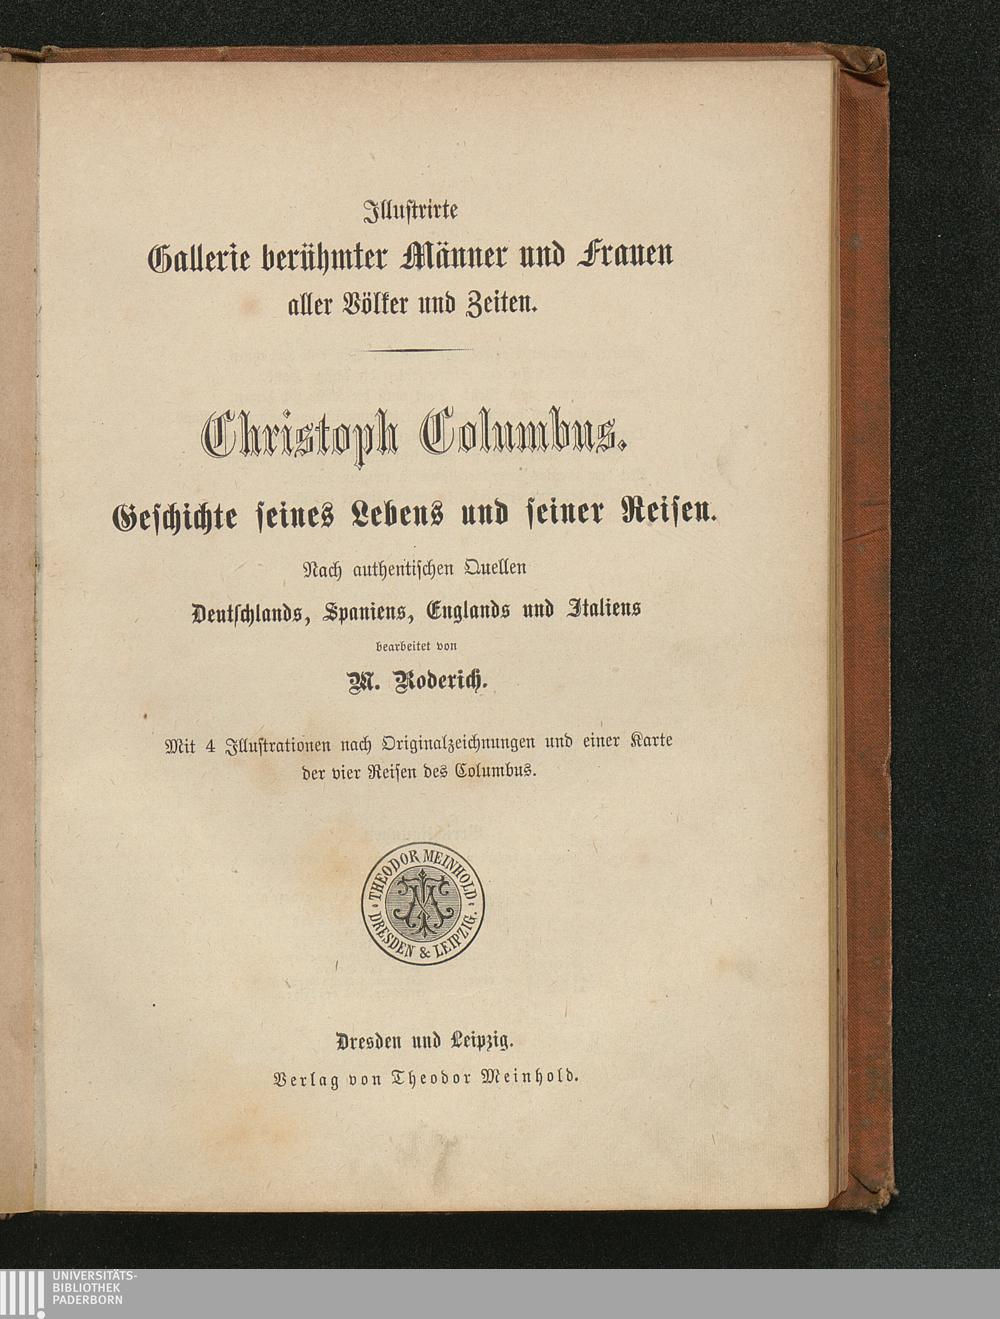 Illustrirte
Gallerie berühmter Männer und Frauen
aller Völker und Zeiten.
Christoph Columbus.
Geschichte seines Lebens und seiner Reisen.
Nach authentischen Quellen
Deutschlands, Spaniens, Englands und Italiens
bearbeitet von
M. Roderich.
Mit 4 Illustrationen nach Originalzeichnungen und einer Karte
der vier Reisen des Columbus.
THEODOR MEINHOLD
DRESDEN & LEIPZIG.
Dresden und Leipzig.
Verlag von Theodor Meinhold.
UNIVERSITÄTS-
BIBLIOTHEK
PADERBORN